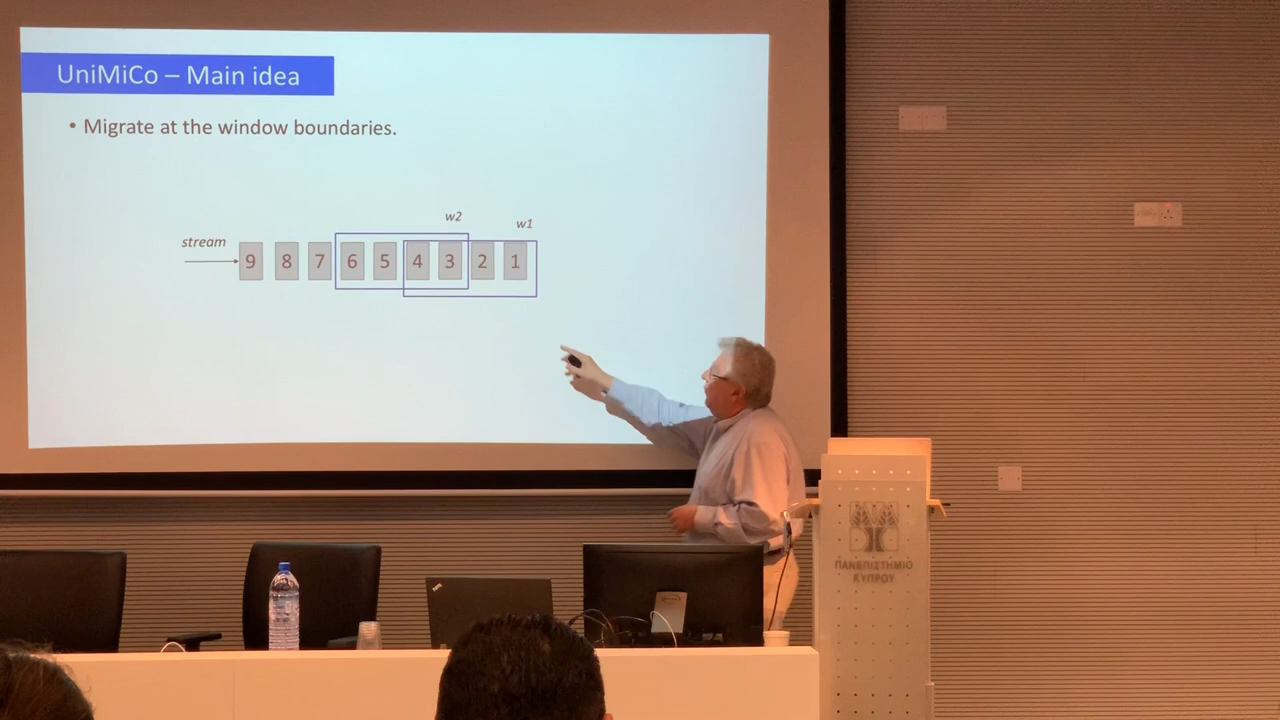 UniMiCo – Main idea
• Migrate at the window boundaries.
w2
w1
stream
9 8 7 6 5 4 3 2 1
ΠΑΝΕΠΙΣΤΗΜΙΟ
ΚΥΠΡΟΥ